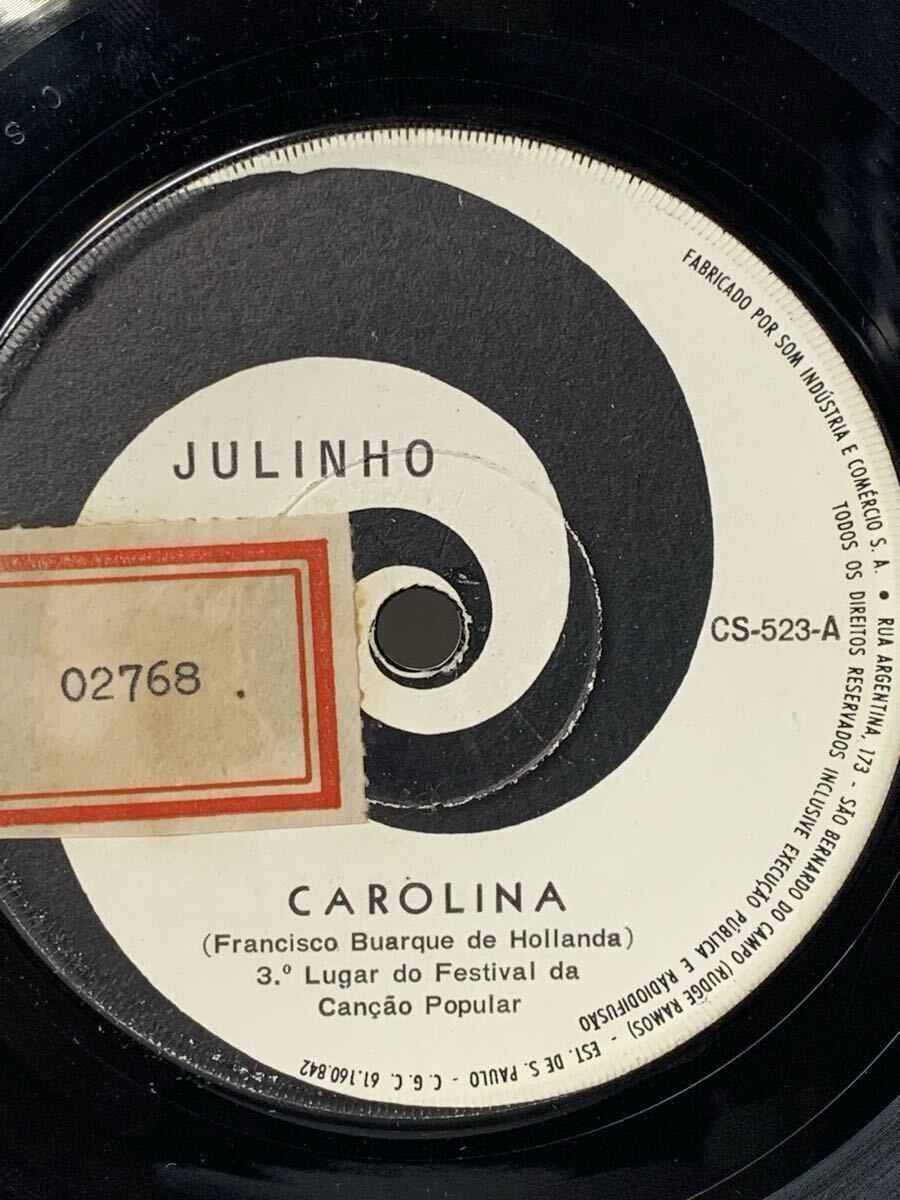 JULINHO
02768
CS-523-A
CAROLINA
(Francisco Buarque de Hollanda)
3.º Lugar do Festival da
Canção Popular
FABRICADO POR SOM INDÚSTRIA E COMÉRCIO S. A. • RUA ARGENTINA, 173 - SÃO BERNARDO DO CAMPO (RUDGE RAMOS) - EST. DE S. PAULO - C. G. C. 61.160.842
TODOS OS DIREITOS RESERVADOS INCLUSIVE EXECUÇÃO PÚBLICA E RÁDIODIFUSÃO